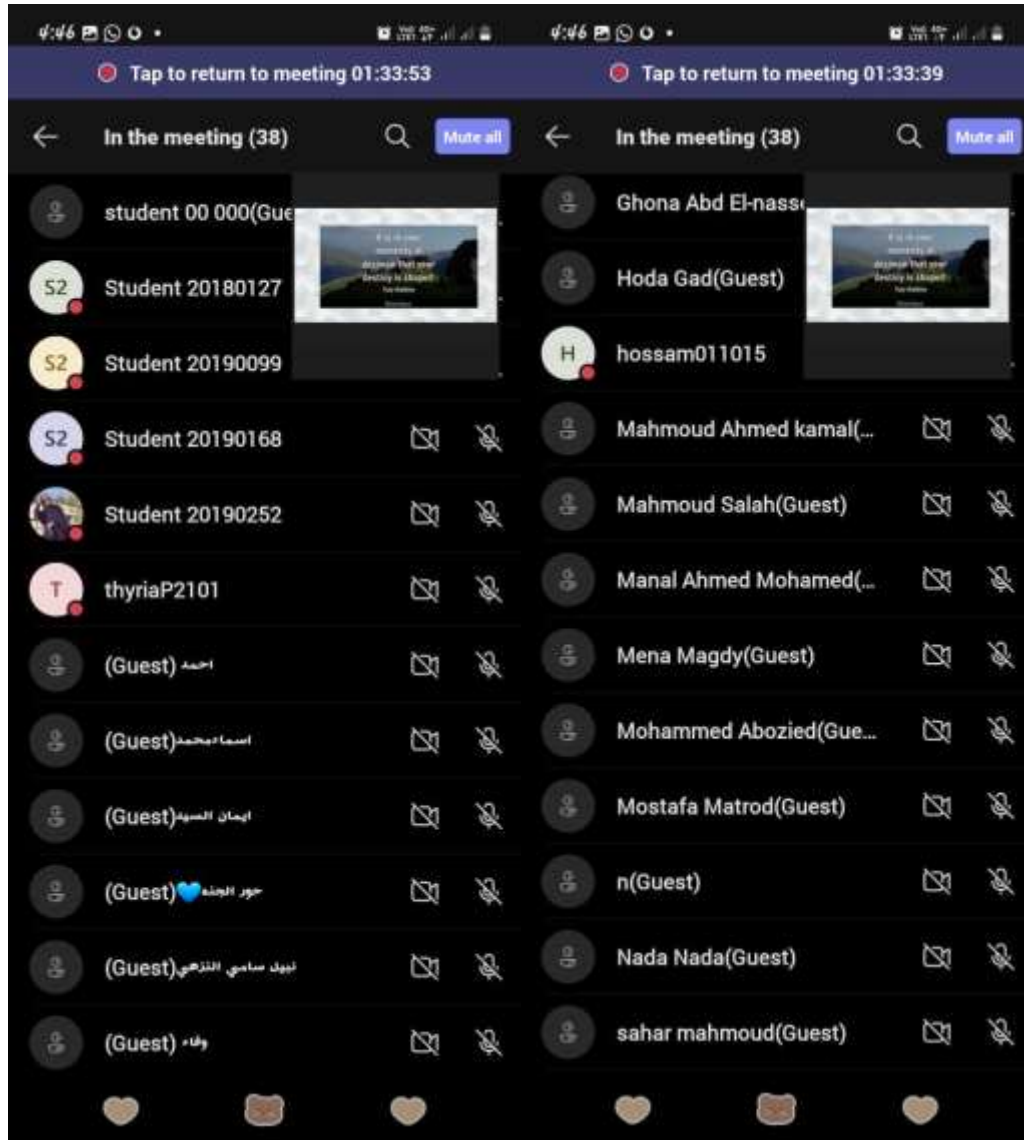 4:46
Tap to return to meeting 01:33:53
In the meeting (38)
Mute all
student 00 000(Gue
S2
Student 20180127
S2
Student 20190099
S2
Student 20190168
Student 20190252
T
thyriaP2101
احمد (Guest)
اسماءمحمد(Guest)
ايمان السيد(Guest)
حور الجنه💙(Guest)
نبيل سامي النزهي(Guest)
وفاء (Guest)
4:46
Tap to return to meeting 01:33:39
In the meeting (38)
Mute all
Ghona Abd El-nasse
Hoda Gad(Guest)
H
hossam011015
Mahmoud Ahmed kamal(...
Mahmoud Salah(Guest)
Manal Ahmed Mohamed(...
Mena Magdy(Guest)
Mohammed Abozied(Gue...
Mostafa Matrod(Guest)
n(Guest)
Nada Nada(Guest)
sahar mahmoud(Guest)